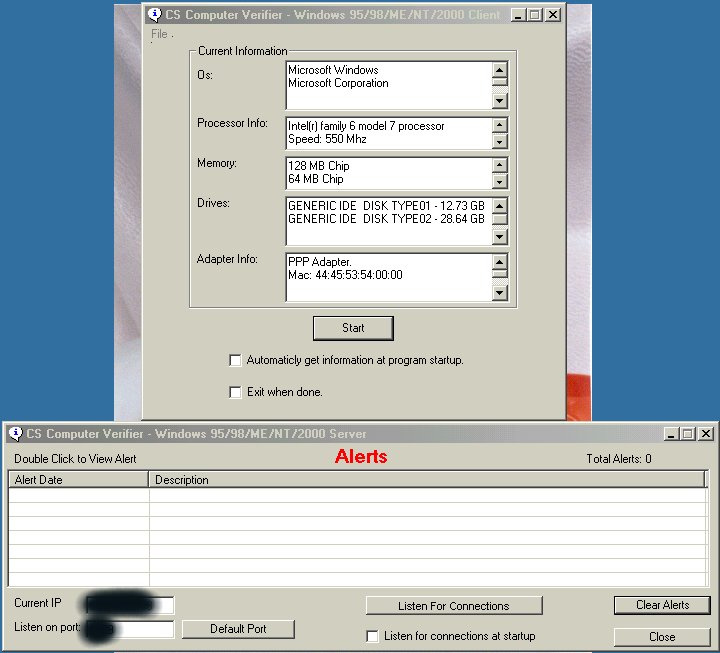 CS Computer Verifier - Windows 95/98/ME/NT/2000 Client
File
Current Information
Os:
Microsoft Windows
Microsoft Corporation
Processor Info:
Intel(r) family 6 model 7 processor
Speed: 550 Mhz
Memory:
128 MB Chip
64 MB Chip
Drives:
GENERIC IDE DISK TYPE01 - 12.73 GB
GENERIC IDE DISK TYPE02 - 28.64 GB
Adapter Info:
PPP Adapter.
Mac: 44:45:53:54:00:00
Start
Automaticly get information at program startup.
Exit when done.
CS Computer Verifier - Windows 95/98/ME/NT/2000 Server
Double Click to View Alert
Alerts
Total Alerts: 0
Alert Date Description
Current IP
Listen For Connections
Clear Alerts
Listen on port:
Default Port
Listen for connections at startup
Close